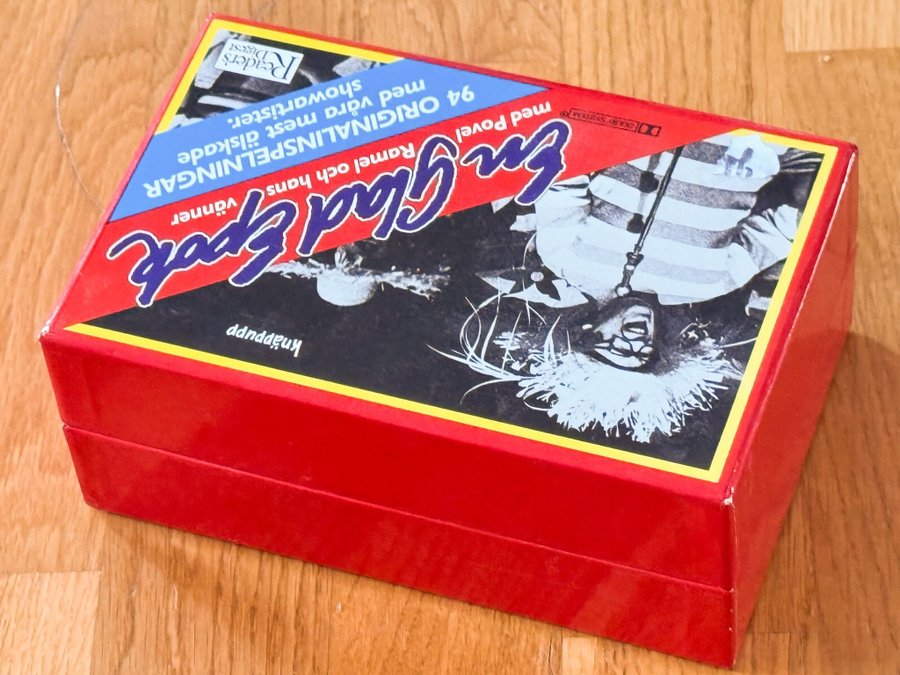 knäppupp
En Glad Epok
med Povel Ramel och hans vänner
DOLBY SYSTEM
94 ORIGINALINSPELNINGAR
med våra mest älskade
showartister.
Reader's
Digest